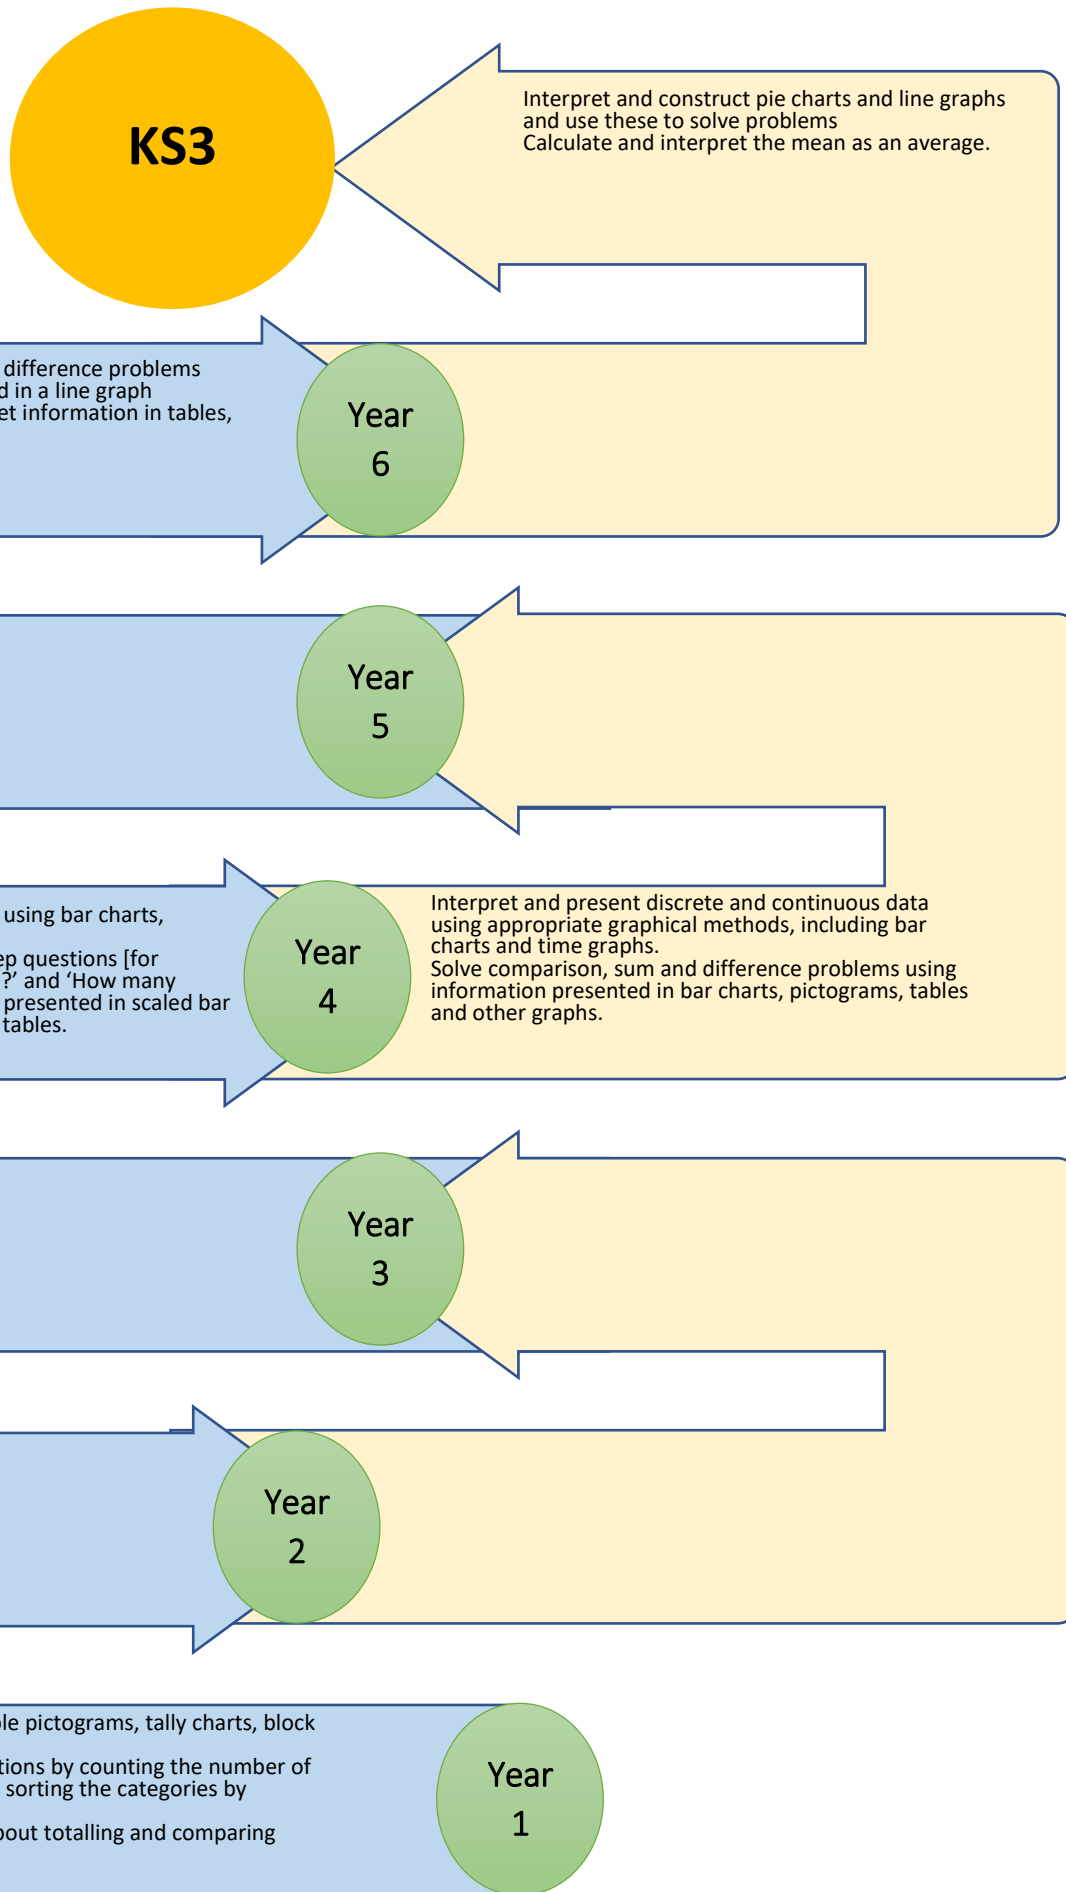 KS3
Interpret and construct pie charts and line graphs
and use these to solve problems
Calculate and interpret the mean as an average.
difference problems
d in a line graph
et information in tables,
Year
6
Year
5
using bar charts,
ep questions [for
?’ and ‘How many
presented in scaled bar
tables.
Year
4
Interpret and present discrete and continuous data
using appropriate graphical methods, including bar
charts and time graphs.
Solve comparison, sum and difference problems using
information presented in bar charts, pictograms, tables
and other graphs.
Year
3
Year
2
ple pictograms, tally charts, block
tions by counting the number of
sorting the categories by
bout totalling and comparing
Year
1